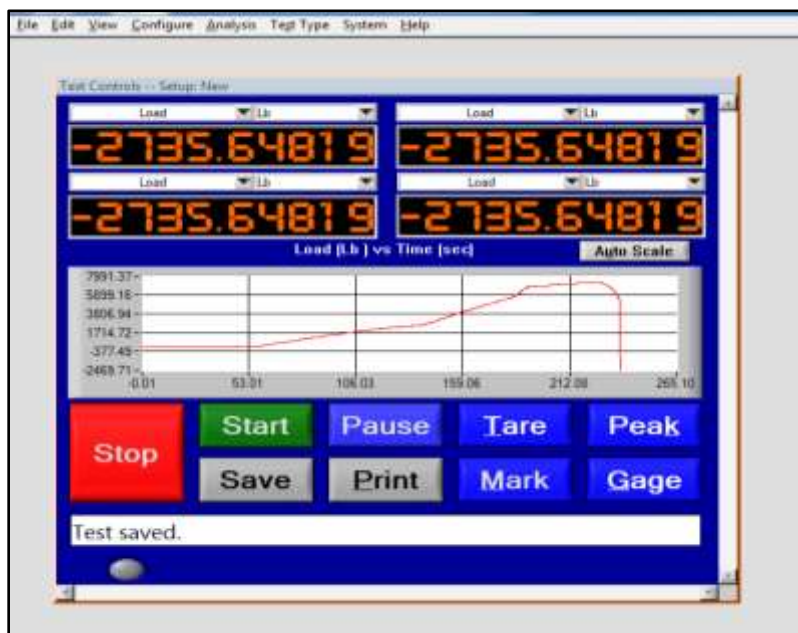 File Edit View Configure Analysis Test Type System Help
Test Controls -- Setup: New
Load Lb Load Lb
-2735.64819 -2735.64819
Load Lb Load Lb
-2735.64819 -2735.64819
Load (Lb ) vs Time (sec) Auto Scale
7991.37
5899.16
3806.94
1714.72
-377.49
-2469.71
-0.01 53.01 106.03 159.06 212.08 265.10
Stop Start Pause Tare Peak
Save Print Mark Gage
Test saved.